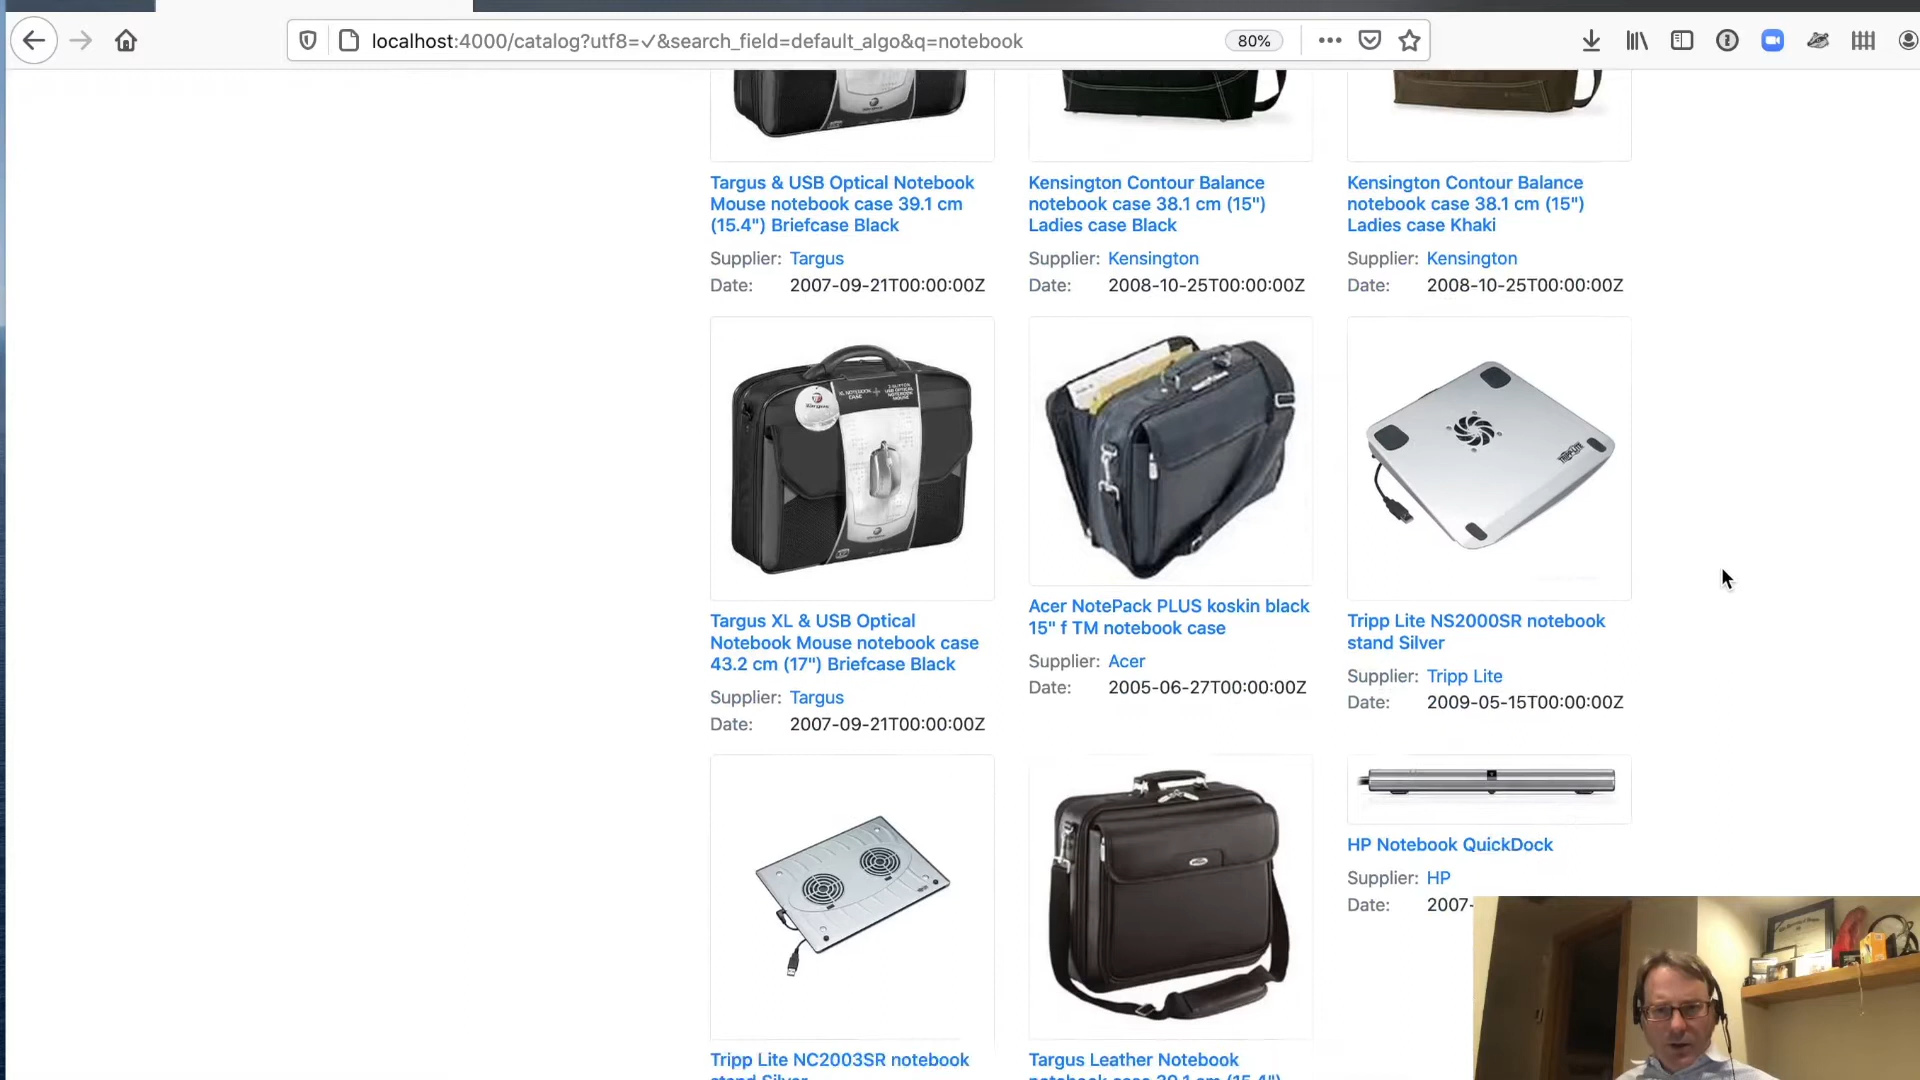 localhost:4000/catalog?utf8=✓&search_field=default_algo&q=notebook
80%
Targus & USB Optical Notebook
Mouse notebook case 39.1 cm
(15.4") Briefcase Black
Supplier: Targus
Date: 2007-09-21T00:00:00Z
Kensington Contour Balance
notebook case 38.1 cm (15")
Ladies case Black
Supplier: Kensington
Date: 2008-10-25T00:00:00Z
Kensington Contour Balance
notebook case 38.1 cm (15")
Ladies case Khaki
Supplier: Kensington
Date: 2008-10-25T00:00:00Z
Targus
TRIPP·LITE
Targus XL & USB Optical
Notebook Mouse notebook case
43.2 cm (17") Briefcase Black
Supplier: Targus
Date: 2007-09-21T00:00:00Z
Acer NotePack PLUS koskin black
15" f TM notebook case
Supplier: Acer
Date: 2005-06-27T00:00:00Z
Tripp Lite NS2000SR notebook
stand Silver
Supplier: Tripp Lite
Date: 2009-05-15T00:00:00Z
Tripp Lite NC2003SR notebook
stand Silver
Targus Leather Notebook
notebook case 39.1 cm (15.4")
HP Notebook QuickDock
Supplier: HP
Date: 2007-